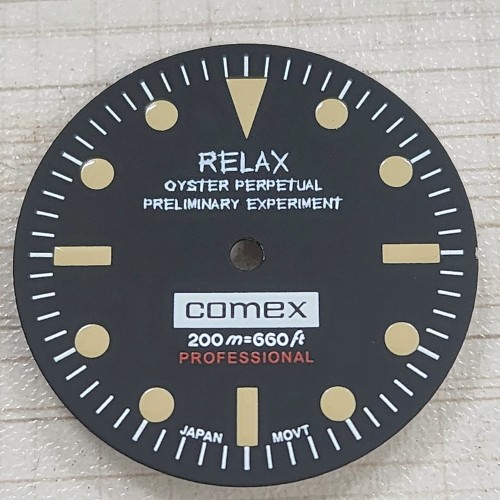 RELAX
OYSTER PERPETUAL
PRELIMINARY EXPERIMENT
comex
200m=660ft
PROFESSIONAL
JAPAN MOVT